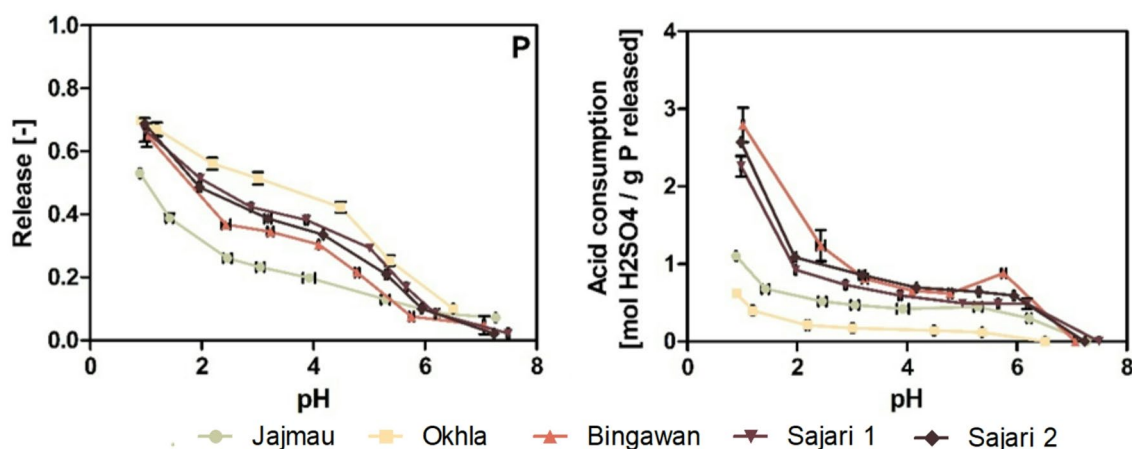 1.0
P
0.8
0.6
0.4
0.2
0.0
Release [-]
0 2 4 6 8
pH
4
3
2
1
0
Acid consumption
[mol H2SO4 / g P released]
0 2 4 6 8
pH
Jajmau Okhla Bingawan Sajari 1 Sajari 2